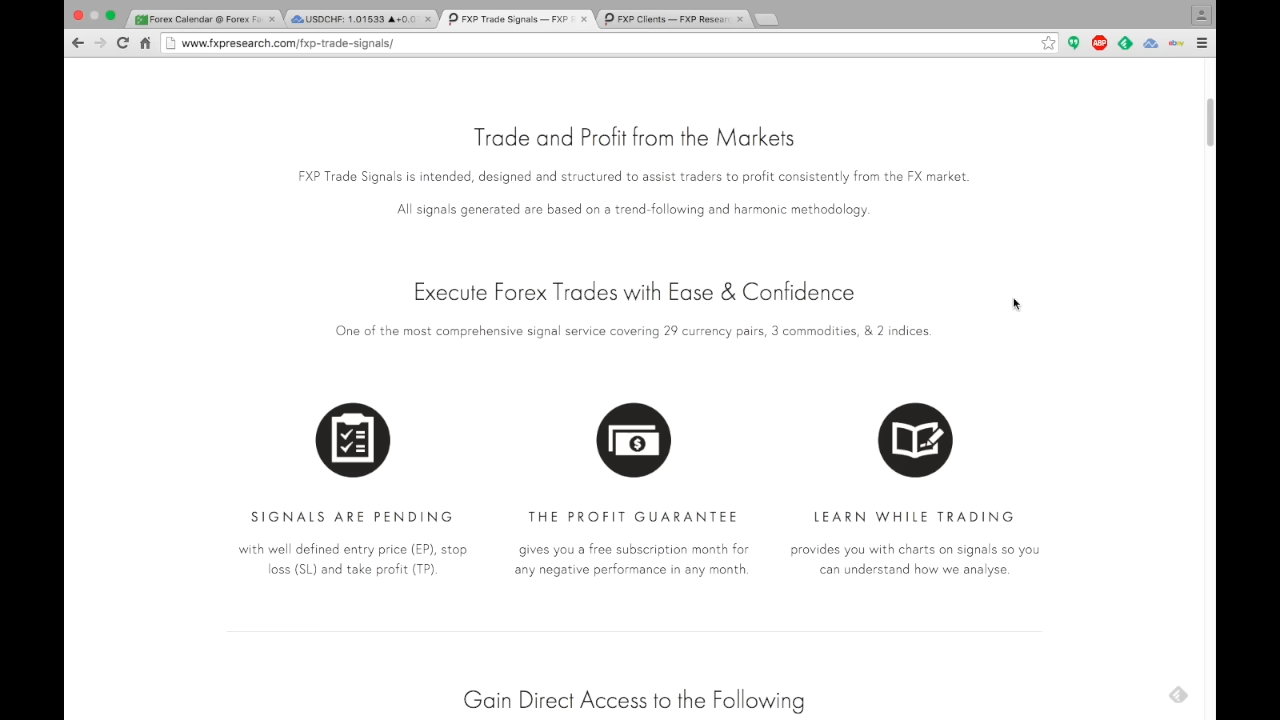 Forex Calendar @ Forex Fa
USDCHF: 1.01533 ▲+0.0
FXP Trade Signals — FXP R
FXP Clients — FXP Resear
www.fxpresearch.com/fxp-trade-signals/
ABP
ebay
Trade and Profit from the Markets
FXP Trade Signals is intended, designed and structured to assist traders to profit consistently from the FX market.
All signals generated are based on a trend-following and harmonic methodology.
Execute Forex Trades with Ease & Confidence
One of the most comprehensive signal service covering 29 currency pairs, 3 commodities, & 2 indices.
SIGNALS ARE PENDING
with well defined entry price (EP), stop
loss (SL) and take profit (TP).
THE PROFIT GUARANTEE
gives you a free subscription month for
any negative performance in any month.
LEARN WHILE TRADING
provides you with charts on signals so you
can understand how we analyse.
Gain Direct Access to the Following